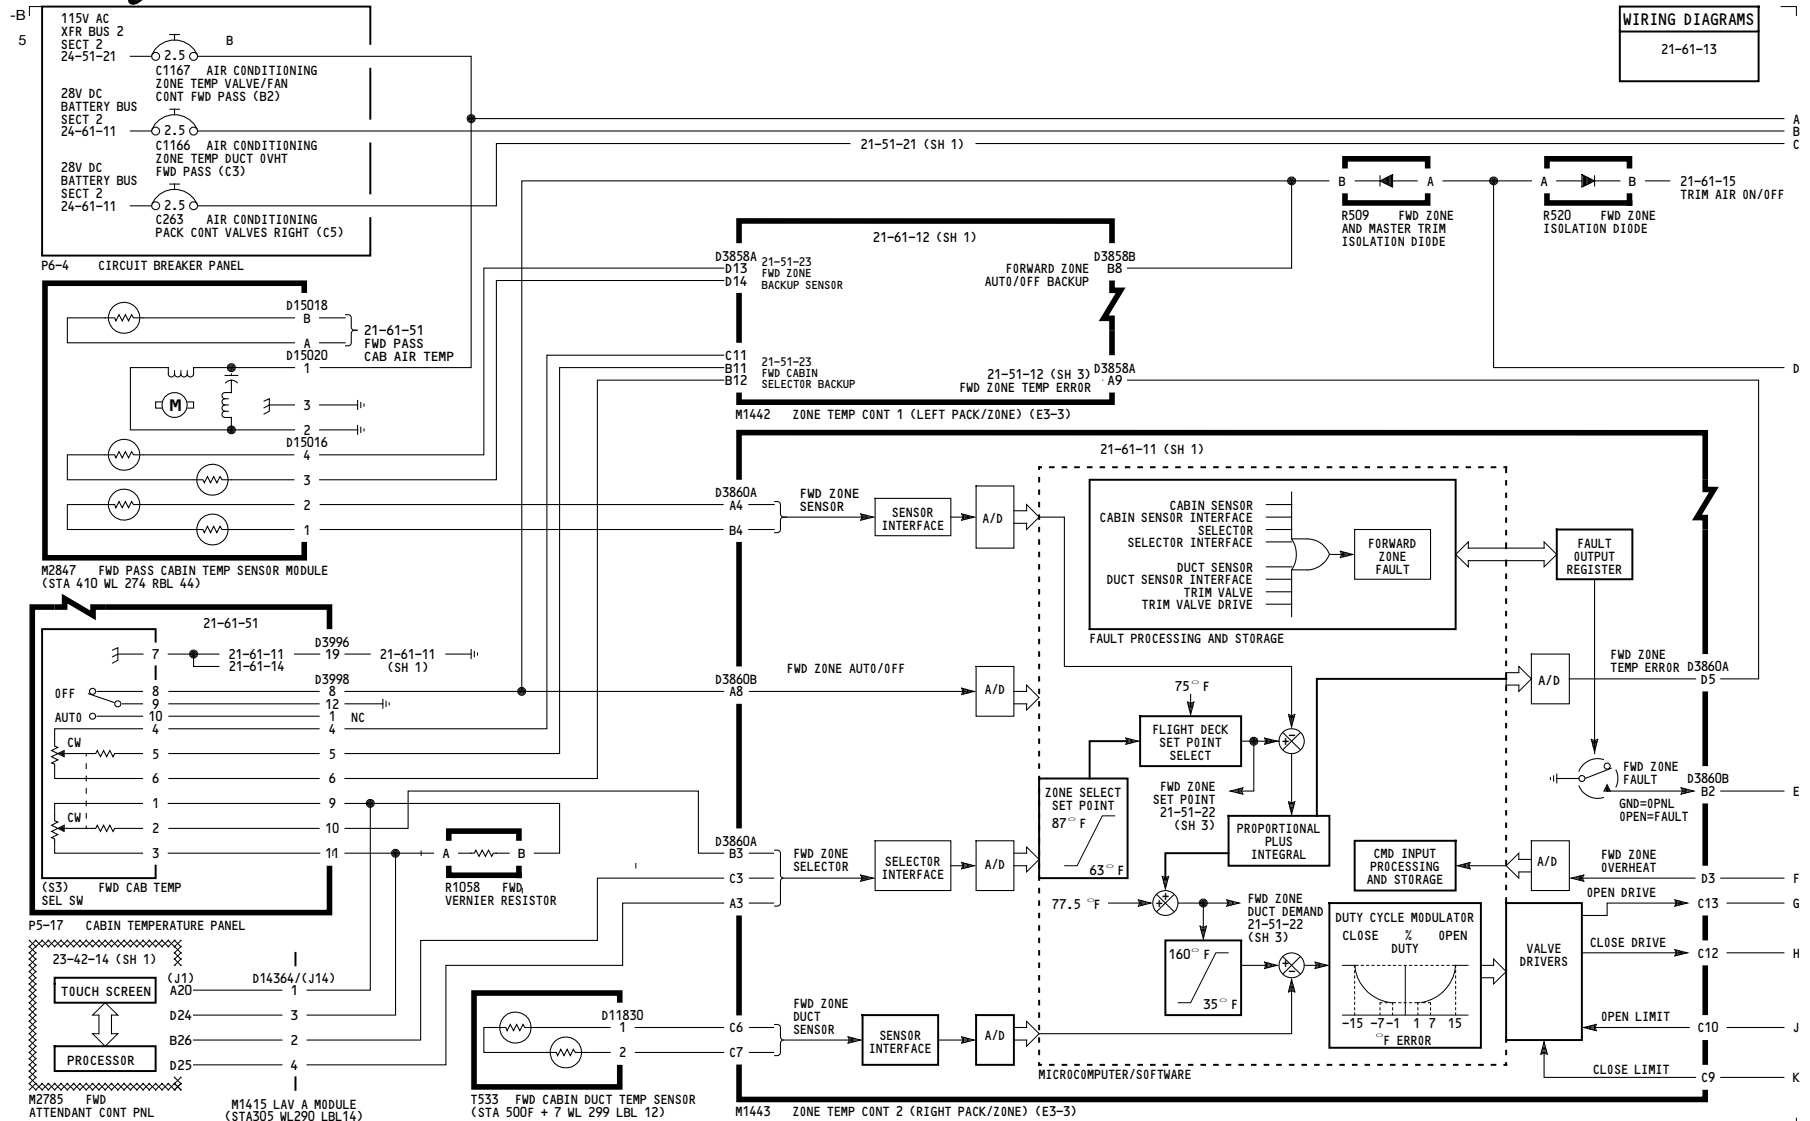 -B
5
115V AC
XFR BUS 2
SECT 2
24-51-21
2.5
B
C1167 AIR CONDITIONING
ZONE TEMP VALVE/FAN
CONT FWD PASS (B2)
28V DC
BATTERY BUS
SECT 2
24-61-11
2.5
C1166 AIR CONDITIONING
ZONE TEMP DUCT OVHT
FWD PASS (C3)
28V DC
BATTERY BUS
SECT 2
24-61-11
2.5
C263 AIR CONDITIONING
PACK CONT VALVES RIGHT (C5)
P6-4 CIRCUIT BREAKER PANEL
WIRING DIAGRAMS
21-61-13
A
B
C
21-51-21 (SH 1)
B A
R509 FWD ZONE
AND MASTER TRIM
ISOLATION DIODE
A B
R520 FWD ZONE
ISOLATION DIODE
21-61-15
TRIM AIR ON/OFF
D
D15018
B
A
21-61-51
FWD PASS
CAB AIR TEMP
D15020
1
M
3
2
D15016
4
3
2
1
M2847 FWD PASS CABIN TEMP SENSOR MODULE
(STA 410 WL 274 RBL 44)
21-61-12 (SH 1)
D3858A
D13
D14
21-51-23
FWD ZONE
BACKUP SENSOR
FORWARD ZONE
AUTO/OFF BACKUP
D3858B
B8
C11
B11
B12
21-51-23
FWD CABIN
SELECTOR BACKUP
21-51-12 (SH 3)
FWD ZONE TEMP ERROR
D3858A
A9
M1442 ZONE TEMP CONT 1 (LEFT PACK/ZONE) (E3-3)
21-61-51
7
21-61-11
21-61-14
D3996
19
21-61-11
(SH 1)
D3998
OFF
8 8
9 12
AUTO
10 1 NC
4 4
CW
5 5
6 6
1 9
CW
2 10
3 11
(S3) FWD CAB TEMP
SEL SW
P5-17 CABIN TEMPERATURE PANEL
A B
R1058 FWD
VERNIER RESISTOR
23-42-14 (SH 1)
TOUCH SCREEN
PROCESSOR
(J1)
A20
D24
B26
D25
D14364/(J14)
1
3
2
4
M2785 FWD
ATTENDANT CONT PNL
M1415 LAV A MODULE
(STA305 WL290 LBL14)
D11830
1
2
T533 FWD CABIN DUCT TEMP SENSOR
(STA 500F + 7 WL 299 LBL 12)
21-61-11 (SH 1)
D3860A
A4
B4
FWD ZONE
SENSOR
SENSOR
INTERFACE
A/D
CABIN SENSOR
CABIN SENSOR INTERFACE
SELECTOR
SELECTOR INTERFACE
DUCT SENSOR
DUCT SENSOR INTERFACE
TRIM VALVE
TRIM VALVE DRIVE
FORWARD
ZONE
FAULT
FAULT PROCESSING AND STORAGE
FAULT
OUTPUT
REGISTER
D3860B
A8
FWD ZONE AUTO/OFF
A/D
75°F
FLIGHT DECK
SET POINT
SELECT
+ -
A/D
FWD ZONE
TEMP ERROR
D3860A
D5
ZONE SELECT
SET POINT
87°F
63°F
FWD ZONE
SET POINT
21-51-22
(SH 3)
PROPORTIONAL
PLUS
INTEGRAL
FWD ZONE
FAULT
D3860B
B2
GND=OPNL
OPEN=FAULT
E
D3860A
B3
C3
A3
FWD ZONE
SELECTOR
SELECTOR
INTERFACE
A/D
CMD INPUT
PROCESSING
AND STORAGE
A/D
FWD ZONE
OVERHEAT
D3
F
77.5 °F
+ +
FWD ZONE
DUCT DEMAND
21-51-22
(SH 3)
160°F
35°F
+ -
DUTY CYCLE MODULATOR
CLOSE % OPEN
DUTY
-15 -7 -1 1 7 15
°F ERROR
VALVE
DRIVERS
OPEN DRIVE
C13
G
CLOSE DRIVE
C12
H
OPEN LIMIT
C10
J
CLOSE LIMIT
C9
K
C6
C7
FWD ZONE
DUCT
SENSOR
SENSOR
INTERFACE
A/D
MICROCOMPUTER/SOFTWARE
M1443 ZONE TEMP CONT 2 (RIGHT PACK/ZONE) (E3-3)